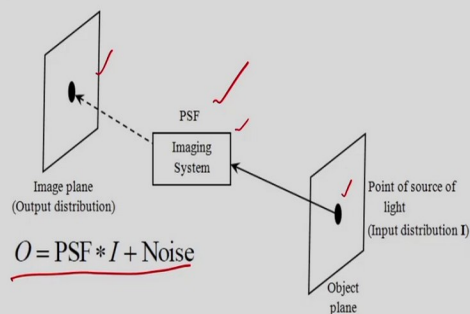 PSF
Imaging
System
Image plane
(Output distribution)
Point of source of
light
(Input distribution I)
O = PSF * I + Noise
Object
plane